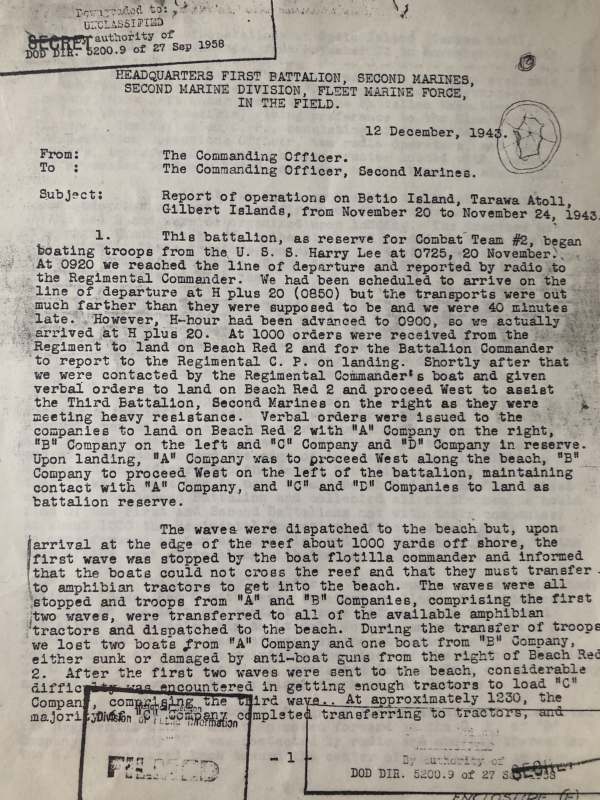 Downgraded to:
UNCLASSIFIED
SECRET
By authority of
DOD DIR. 5200.9 of 27 Sep 1958
HEADQUARTERS FIRST BATTALION, SECOND MARINES,
SECOND MARINE DIVISION, FLEET MARINE FORCE,
IN THE FIELD.
12 December, 1943.
From: The Commanding Officer.
To : The Commanding Officer, Second Marines.
Subject: Report of operations on Betio Island, Tarawa Atoll,
Gilbert Islands, from November 20 to November 24, 1943.
1. This battalion, as reserve for Combat Team #2, began
boating troops from the U. S. S. Harry Lee at 0725, 20 November.
At 0920 we reached the line of departure and reported by radio to
the Regimental Commander. We had been scheduled to arrive on the
line of departure at H plus 20 (0850) but the transports were out
much farther than they were supposed to be and we were 40 minutes
late. However, H-hour had been advanced to 0900, so we actually
arrived at H plus 20. At 1000 orders were received from the
Regiment to land on Beach Red 2 and for the Battalion Commander
to report to the Regimental C. P. on landing. Shortly after that
we were contacted by the Regimental Commander's boat and given
verbal orders to land on Beach Red 2 and proceed West to assist
the Third Battalion, Second Marines on the right as they were
meeting heavy resistance. Verbal orders were issued to the
companies to land on Beach Red 2 with "A" Company on the right,
"B" Company on the left and "C" Company and "D" Company in reserve.
Upon landing, "A" Company was to proceed West along the beach, "B"
Company to proceed West on the left of the battalion, maintaining
contact with "A" Company, and "C" and "D" Companies to land as
battalion reserve.
The waves were dispatched to the beach but, upon
arrival at the edge of the reef about 1000 yards off shore, the
first wave was stopped by the boat flotilla commander and informed
that the boats could not cross the reef and that they must transfer
to amphibian tractors to get into the beach. The waves were all
stopped and troops from "A" and "B" Companies, comprising the first
two waves, were transferred to all of the available amphibian
tractors and dispatched to the beach. During the transfer of troops
we lost two boats from "A" Company and one boat from "B" Company,
either sunk or damaged by anti-boat guns from the right of Beach Red
2. After the first two waves were sent to the beach, considerable
difficulty was encountered in getting enough tractors to load "C"
Company, comprising the third wave.. At approximately 1230, the
majority of "C" Company completed transferring to tractors, and
Division of Information
FILMED
- 1 -
By authority of
DOD DIR. 5200.9 of 27 Sep 1958
SECRET
ENCLOSURE (F)